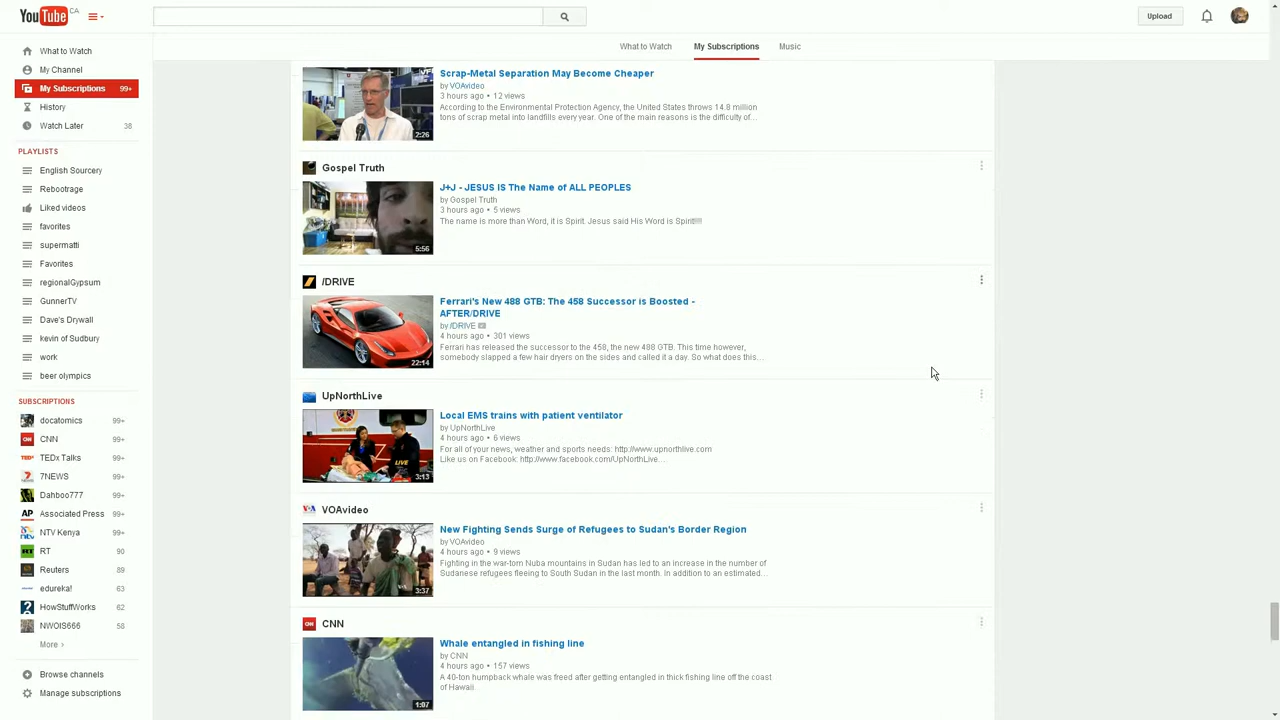 YouTube CA
Upload
What to Watch
My Subscriptions
Music
What to Watch
My Channel
My Subscriptions 99+
History
Watch Later 38
PLAYLISTS
English Sourcery
Rebootrage
Liked videos
favorites
supermatti
Favorites
regionalGypsum
GunnerTV
Dave's Drywall
kevin of Sudbury
work
beer olympics
SUBSCRIPTIONS
docatomics 99+
CNN 99+
TEDx Talks 99+
7NEWS 99+
Dahboo777 99+
Associated Press 99+
NTV Kenya 99+
RT 90
Reuters 89
edureka! 63
HowStuffWorks 62
NWOIS666 58
More ›
Browse channels
Manage subscriptions
Scrap-Metal Separation May Become Cheaper
by VOAvideo
3 hours ago • 12 views
According to the Environmental Protection Agency, the United States throws 14.8 million
tons of scrap metal into landfills every year. One of the main reasons is the difficulty of...
2:26
Gospel Truth
J+J - JESUS IS The Name of ALL PEOPLES
by Gospel Truth
3 hours ago • 5 views
The name is more than Word, it is Spirit. Jesus said His Word is Spirit!!!!
5:56
/DRIVE
Ferrari's New 488 GTB: The 458 Successor is Boosted -
AFTER/DRIVE
by /DRIVE
4 hours ago • 301 views
Ferrari has released the successor to the 458, the new 488 GTB. This time however,
somebody slapped a few hair dryers on the sides and called it a day. So what does this...
22:14
UpNorthLive
Local EMS trains with patient ventilator
by UpNorthLive
4 hours ago • 6 views
For all of your news, weather and sports needs: http://www.upnorthlive.com
Like us on Facebook: http://www.facebook.com/UpNorthLive....
LIVE
3:13
VOAvideo
New Fighting Sends Surge of Refugees to Sudan's Border Region
by VOAvideo
4 hours ago • 9 views
Fighting in the war-torn Nuba mountains in Sudan has led to an increase in the number of
Sudanese refugees fleeing to South Sudan in the last month. In addition to an estimated...
3:37
CNN
Whale entangled in fishing line
by CNN
4 hours ago • 157 views
A 40-ton humpback whale was freed after getting entangled in thick fishing line off the coast
of Hawaii.
1:07